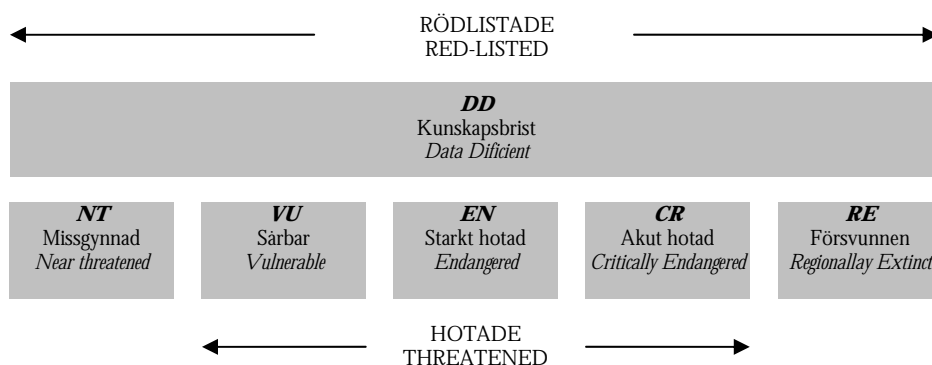 RÖDLISTADE
RED-LISTED
DD
Kunskapsbrist
Data Dificient
NT
Missgynnad
Near threatened
VU
Sårbar
Vulnerable
EN
Starkt hotad
Endangered
CR
Akut hotad
Critically Endangered
RE
Försvunnen
Regionallay Extinct
HOTADE
THREATENED